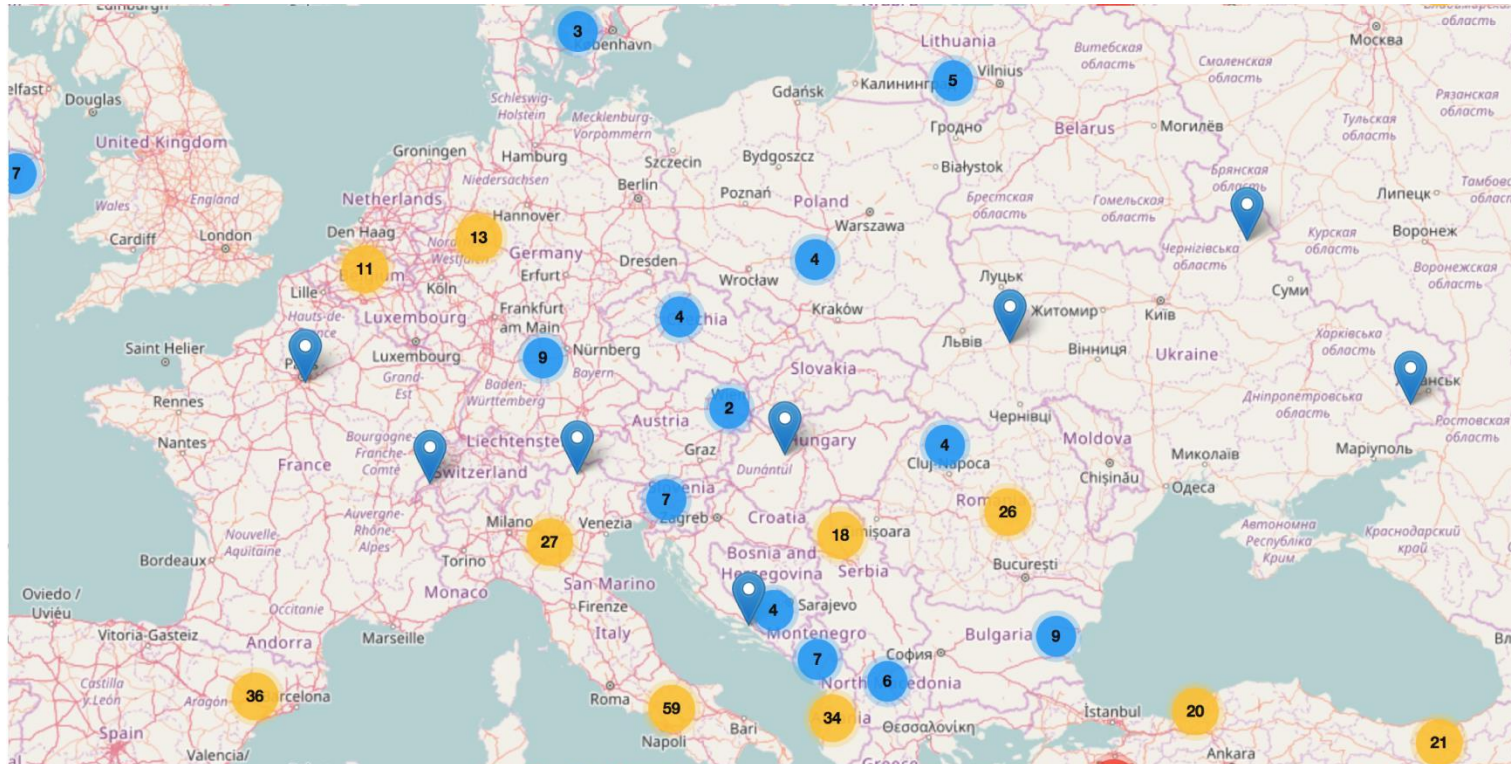 Edinburgh
3
København
Lithuania
Vilnius
Витебская
область
Смоленская
область
Москва
область
elfast
Douglas
United Kingdom
7
Wales
England
Cardiff
London
Schleswig-
Holstein
Mecklenburg-
Vorpommern
Gdańsk
5
Рязанская
область
Тульская
область
Groningen
Hamburg
Szczecin
Bydgoszcz
Гродно
Belarus
Могилёв
Białystok
Netherlands
Niedersachsen
Berlin
Poznań
Poland
Warszawa
Брестская
область
Гомельская
область
Брянская
область
Липецк
Den Haag
Hannover
13
11
Germany
Köln
Erfurt
Dresden
Wrocław
4
Kraków
Луцьк
Чернігівська
область
Курская
область
Воронеж
Воронежская
область
Суми
Lille
Luxembourg
Frankfurt
am Main
4
Житомир
Київ
Львів
Вінниця
Ukraine
Харківська
область
Saint Helier
Luxembourg
Grand-
Est
9
Nürnberg
Bayern
Baden-
Württemberg
Slovakia
Дніпропетровська
область
Ростовская
область
Rennes
Nantes
France
Bourgogne-
Franche-
Comté
Switzerland
Austria
2
Graz
Hungary
Dunántúl
4
Cluj-Napoca
Чернівці
Moldova
Chișinău
Миколаїв
Одеса
Маріуполь
Nouvelle-
Aquitaine
Auvergne-
Rhône-
Alpes
Milano
Venezia
7
Zagreb
Croatia
18
26
Автономна
Республіка
Крим
Краснодарский
край
Bordeaux
Torino
27
Bosnia and
Herzegovina
Serbia
București
Oviedo /
Uviéu
Occitanie
Monaco
San Marino
Firenze
4
Sarajevo
Vitoria-Gasteiz
Andorra
Marseille
Italy
Montenegro
7
София
Bulgaria
9
Castilla
y León
Aragón
36
Barcelona
Roma
59
Napoli
Bari
6
34
Θεσσαλονίκη
İstanbul
20
21
Spain
Valencia/
Ankara